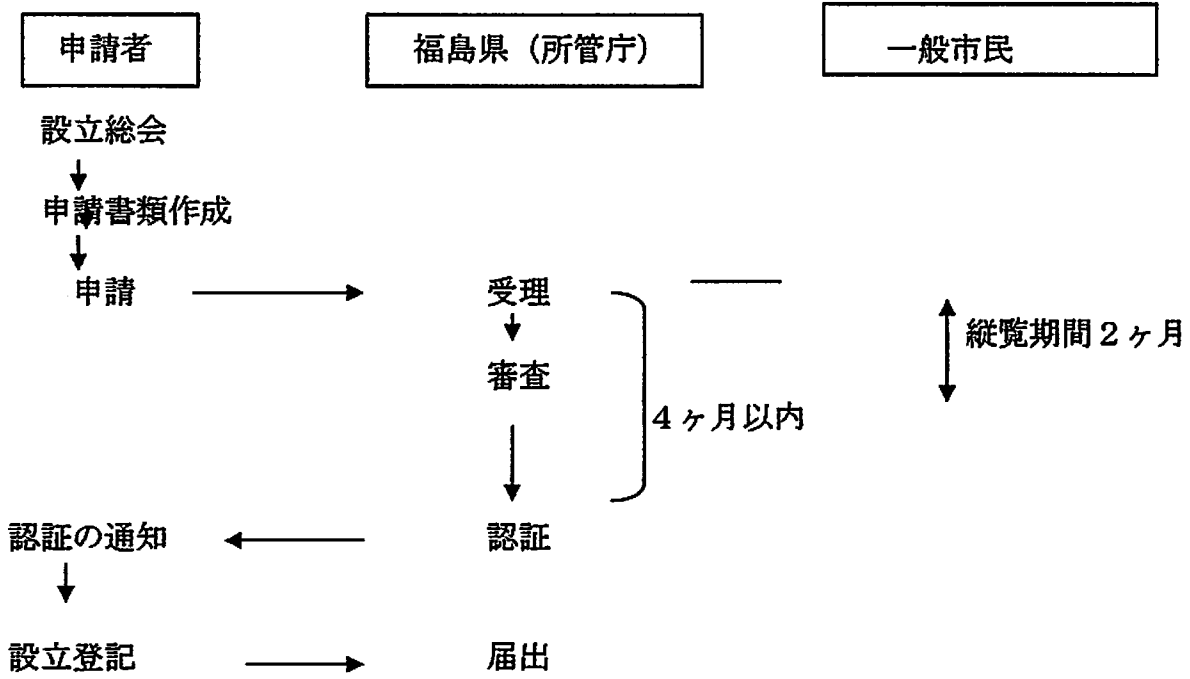 申請者
福島県（所管庁）
一般市民
設立総会
申請書類作成
申請
受理
縦覧期間２ヶ月
審査
４ヶ月以内
認証の通知
認証
設立登記
届出